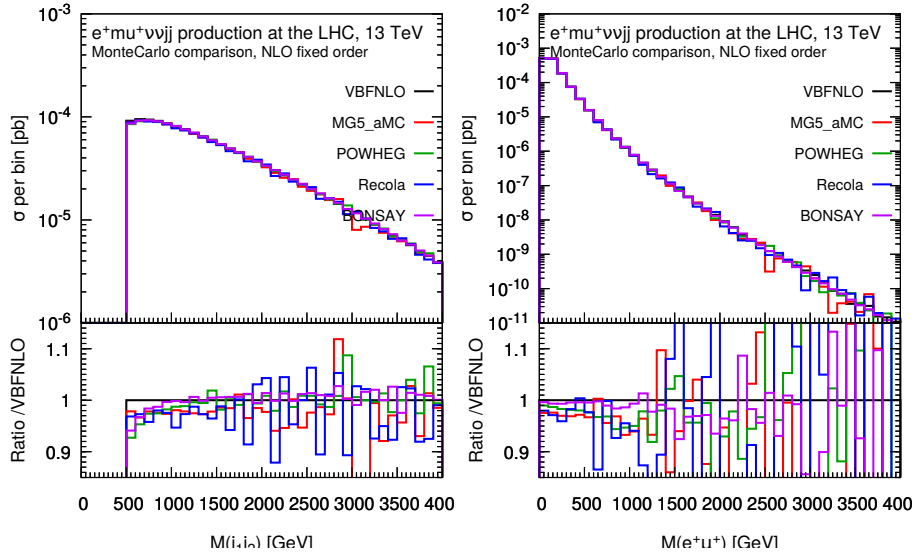 e⁺mu⁺ννjj production at the LHC, 13 TeV
MonteCarlo comparison, NLO fixed order
VBFNLO
MG5_aMC
POWHEG
Recola
BONSAY
σ per bin [pb]
10⁻⁴
10⁻⁵
10⁻⁶
Ratio /VBFNLO
1.1
1
0.9
0 500 1000 1500 2000 2500 3000 3500 400
M(j₁j₂) [GeV]
e⁺mu⁺ννjj production at the LHC, 13 TeV
MonteCarlo comparison, NLO fixed order
VBFNLO
MG5_aMC
POWHEG
Recola
BONSAY
σ per bin [pb]
10⁻²
10⁻³
10⁻⁴
10⁻⁵
10⁻⁶
10⁻⁷
10⁻⁸
10⁻⁹
10⁻¹⁰
10⁻¹¹
Ratio /VBFNLO
1.1
1
0.9
0 500 1000 1500 2000 2500 3000 3500 400
M(e⁺μ⁺) [GeV]